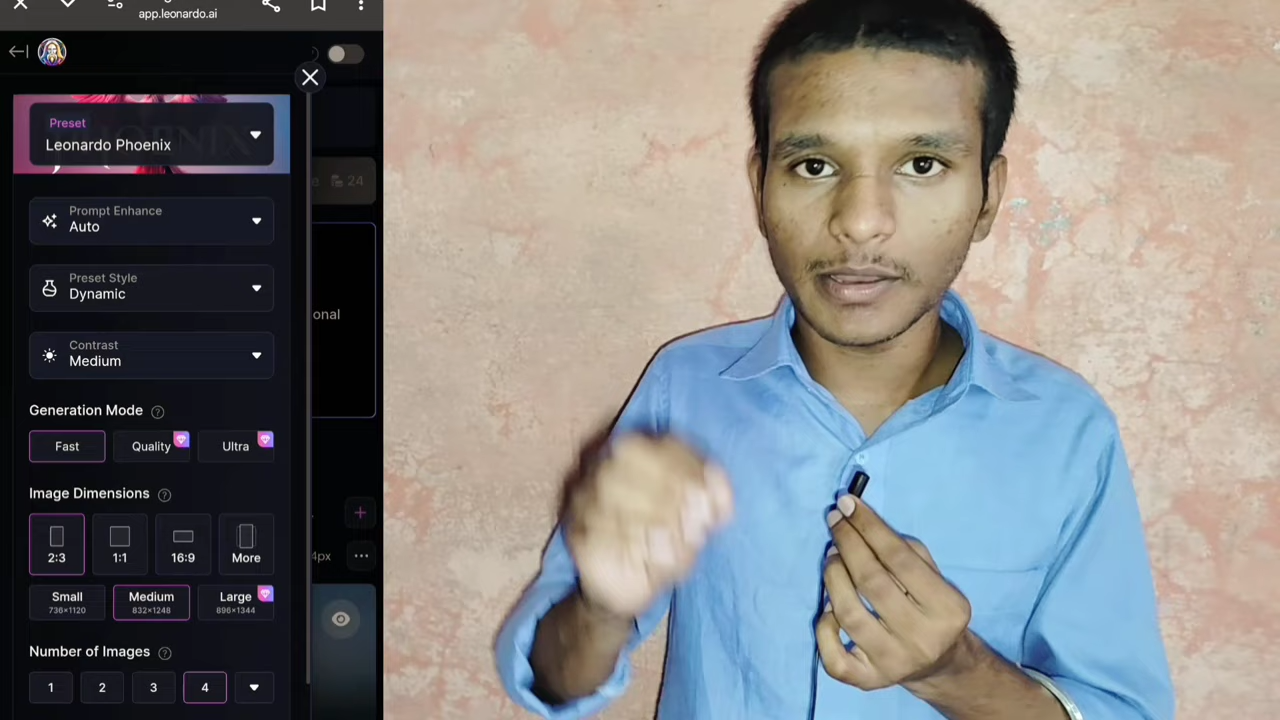 app.leonardo.ai
Preset
Leonardo Phoenix
24
Prompt Enhance
Auto
Preset Style
Dynamic
Contrast
Medium
onal
Generation Mode ?
Fast
Quality
Ultra
Image Dimensions ?
2:3
1:1
16:9
More
4px
Small
736×1120
Medium
832×1248
Large
896×1344
Number of Images ?
1
2
3
4